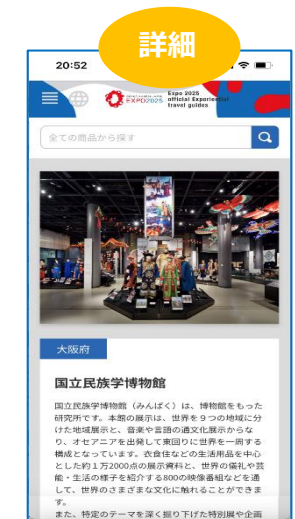 詳細
20:52
EXPO2025
Expo 2025
official Experiential
travel guides
全ての商品から探す
大阪府
国立民族学博物館
国立民族学博物館（みんぱく）は、博物館をもった
研究所です。本館の展示は、世界を９つの地域に分
けた地域展示と、音楽や言語の通文化展示からな
り、オセアニアを出発して東回りに世界を一周する
構成となっています。衣食住などの生活用品を中心
とした約１万2000点の展示資料と、世界の儀礼や芸
能・生活の様子を紹介する800の映像番組などを通
して、世界のさまざまな文化に触れることができま
す。
また、特定のテーマを深く掘り下げた特別展や企画